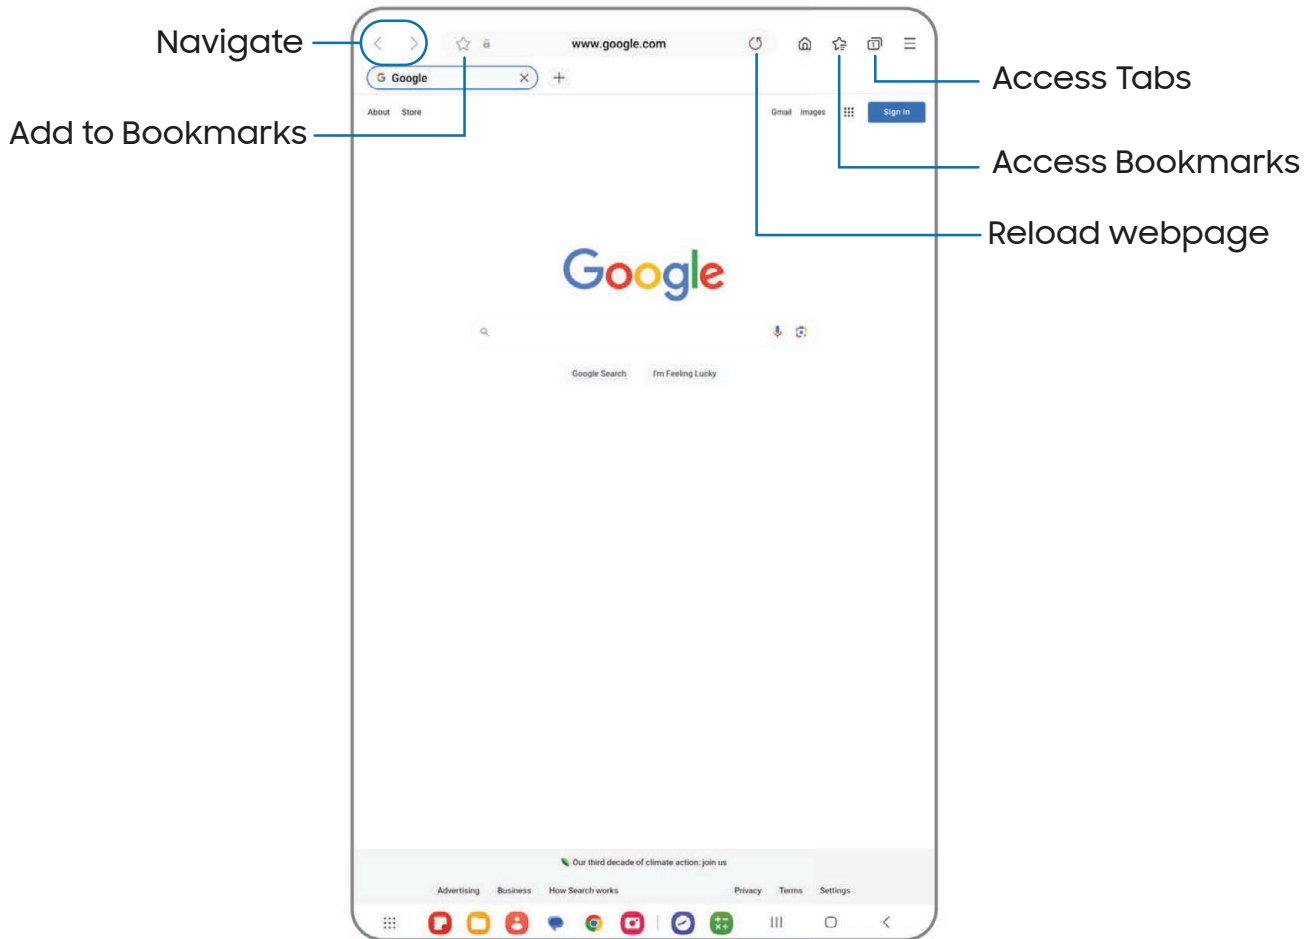 Navigate
www.google.com
1
G Google
Access Tabs
About Store
Gmail Images
Sign in
Add to Bookmarks
Access Bookmarks
Reload webpage
Google
Google Search I'm Feeling Lucky
Our third decade of climate action: join us
Advertising Business How Search works
Privacy Terms Settings